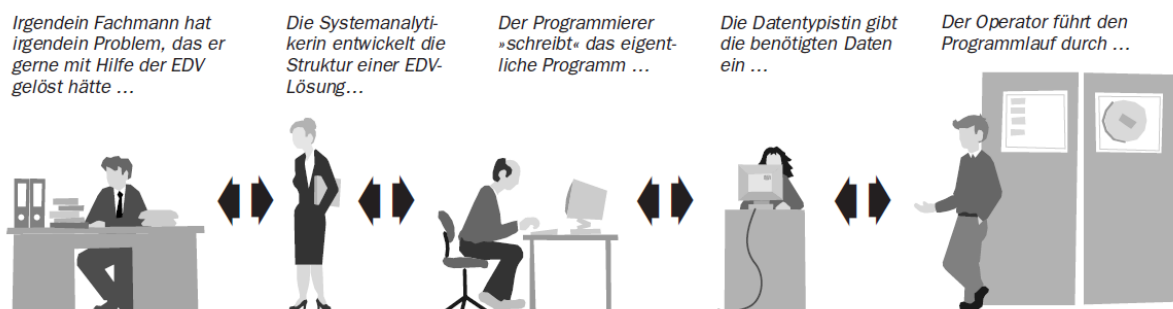 Irgendein Fachmann hat
irgendein Problem, das er
gerne mit Hilfe der EDV
gelöst hätte …
Die Systemanalyti-
kerin entwickelt die
Struktur einer EDV-
Lösung…
Der Programmierer
»schreibt« das eigent-
liche Programm …
Die Datentypistin gibt
die benötigten Daten
ein …
Der Operator führt den
Programmlauf durch …